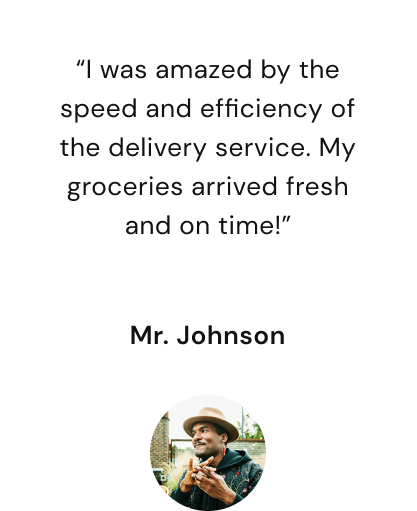 “I was amazed by the
speed and efficiency of
the delivery service. My
groceries arrived fresh
and on time!”
Mr. Johnson